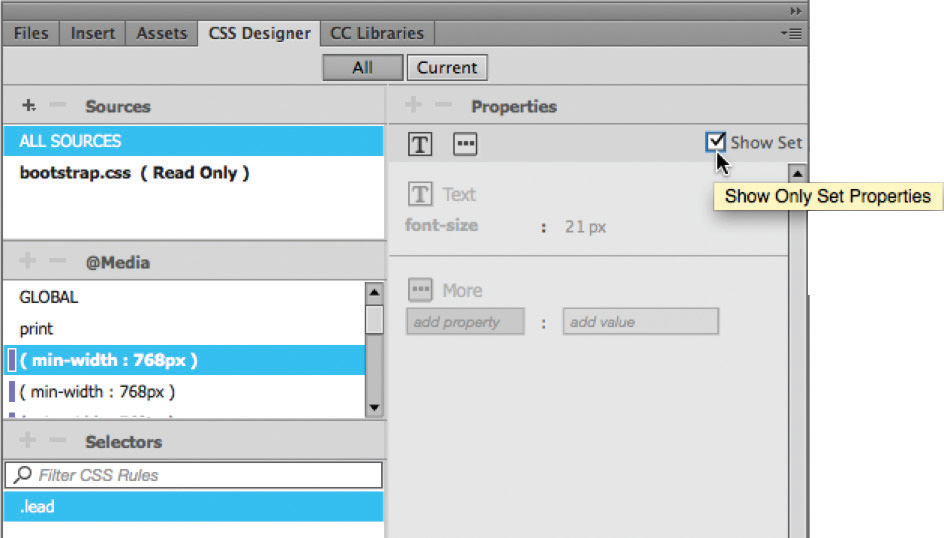 Files Insert Assets CSS Designer CC Libraries
All Current
Sources
ALL SOURCES
bootstrap.css ( Read Only )
@Media
GLOBAL
print
( min-width : 768px )
( min-width : 768px )
Selectors
Filter CSS Rules
.lead
Properties
T Show Set
Show Only Set Properties
T Text
font-size : 21 px
More
add property : add value